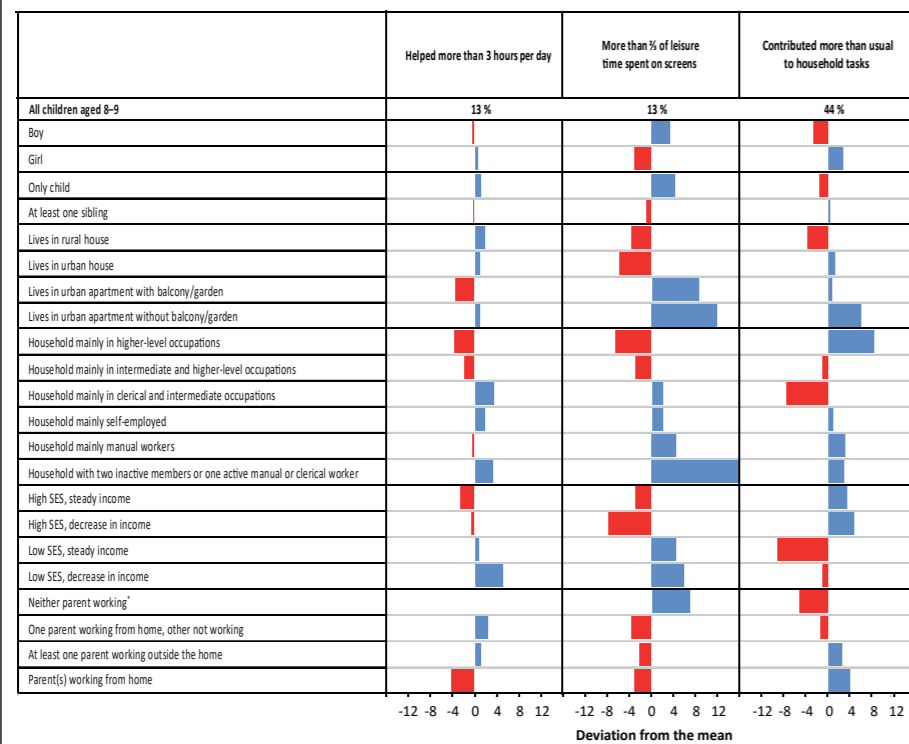 Helped more than 3 hours per day
More than ⅔ of leisure
time spent on screens
Contributed more than usual
to household tasks
All children aged 8–9 13 % 13 % 44 %
Boy
Girl
Only child
At least one sibling
Lives in rural house
Lives in urban house
Lives in urban apartment with balcony/garden
Lives in urban apartment without balcony/garden
Household mainly in higher-level occupations
Household mainly in intermediate and higher-level occupations
Household mainly in clerical and intermediate occupations
Household mainly self-employed
Household mainly manual workers
Household with two inactive members or one active manual or clerical worker
High SES, steady income
High SES, decrease in income
Low SES, steady income
Low SES, decrease in income
Neither parent working*
One parent working from home, other not working
At least one parent working outside the home
Parent(s) working from home
-12 -8 -4 0 4 8 12 -12 -8 -4 0 4 8 12 -12 -8 -4 0 4 8 12
Deviation from the mean